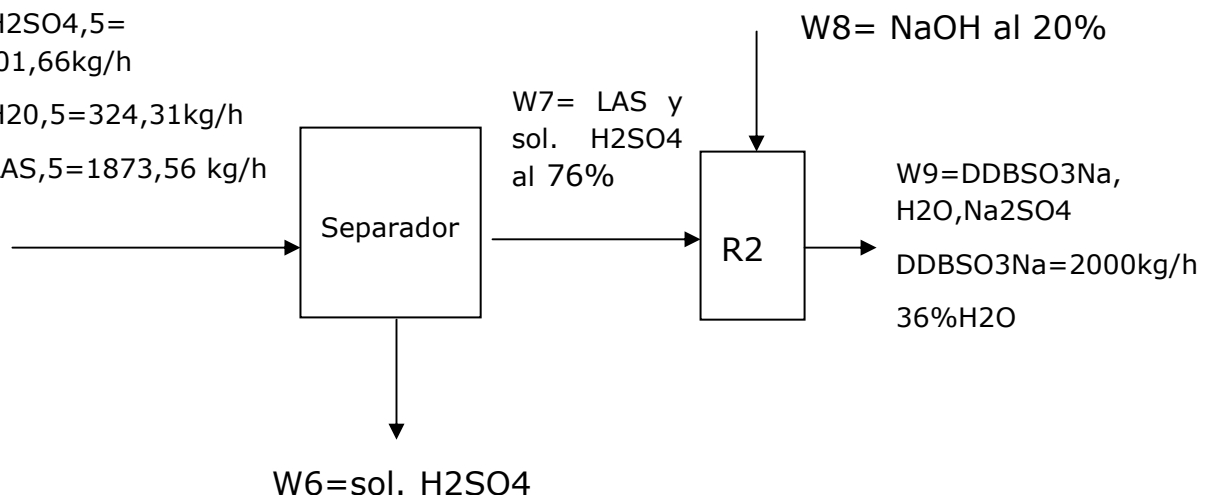 H2SO4,5=
01,66kg/h
H20,5=324,31kg/h
AS,5=1873,56 kg/h
Separador
W6=sol. H2SO4
W7= LAS y
sol. H2SO4
al 76%
W8= NaOH al 20%
R2
W9=DDBSO3Na,
H2O,Na2SO4
DDBSO3Na=2000kg/h
36%H2O